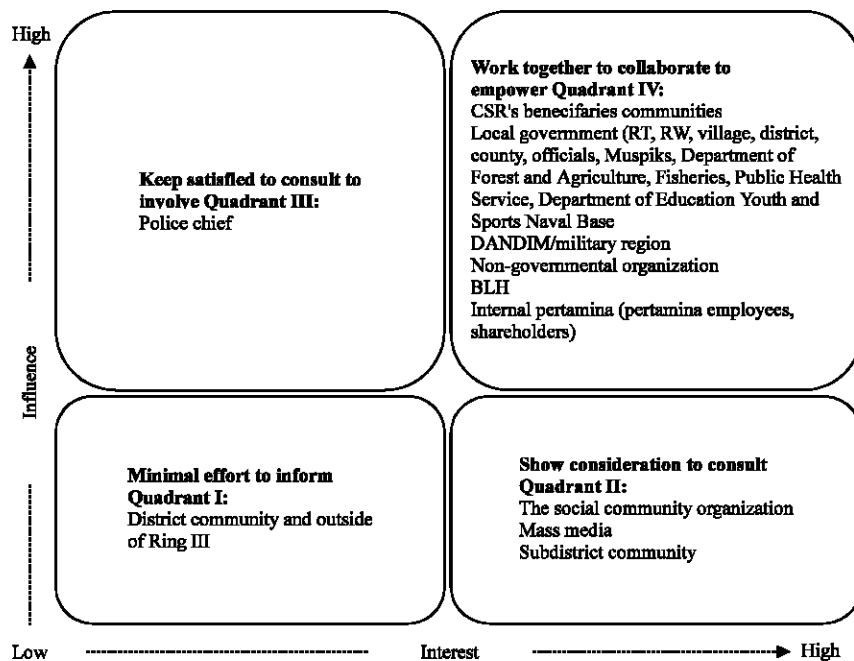 High
Keep satisfied to consult to
involve Quadrant III:
Police chief
Work together to collaborate to
empower Quadrant IV:
CSR's benecifaries communities
Local government (RT, RW, village, district,
county, officials, Muspiks, Department of
Forest and Agriculture, Fisheries, Public Health
Service, Department of Education Youth and
Sports Naval Base
DANDIM/military region
Non-governmental organization
BLH
Internal pertamina (pertamina employees,
shareholders)
Influence
Minimal effort to inform
Quadrant I:
District community and outside
of Ring III
Show consideration to consult
Quadrant II:
The social community organization
Mass media
Subdistrict community
Low
Interest
High